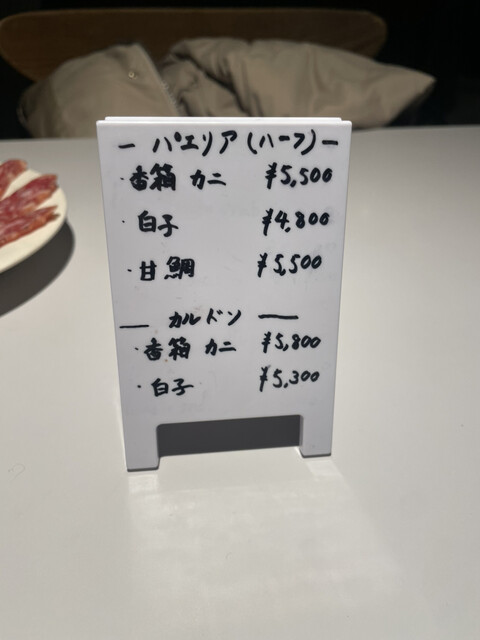 ー パエリア (ハーフ) ー
・香箱 カニ ¥5,500
・白子 ¥4,800
・甘鯛 ¥5,500
ー カルドソ ー
・香箱 カニ ¥5,800
・白子 ¥5,300